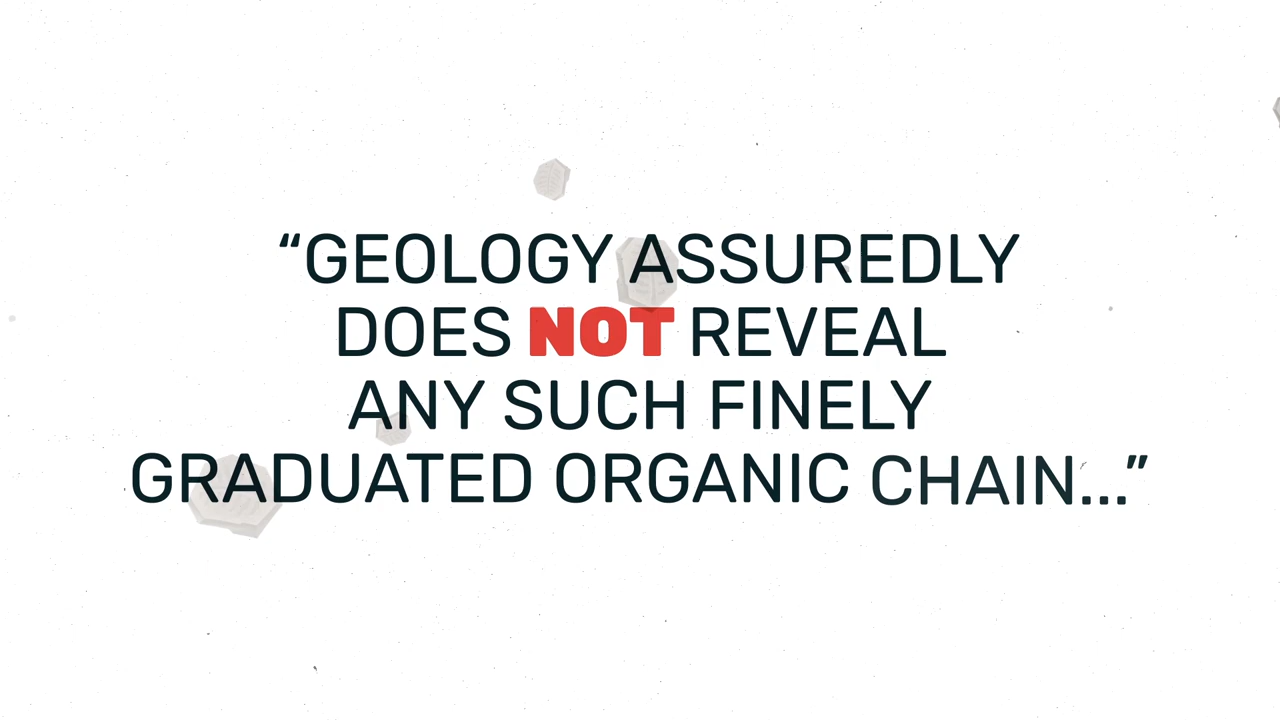 “GEOLOGY ASSUREDLY
DOES NOT REVEAL
ANY SUCH FINELY
GRADUATED ORGANIC CHAIN...”